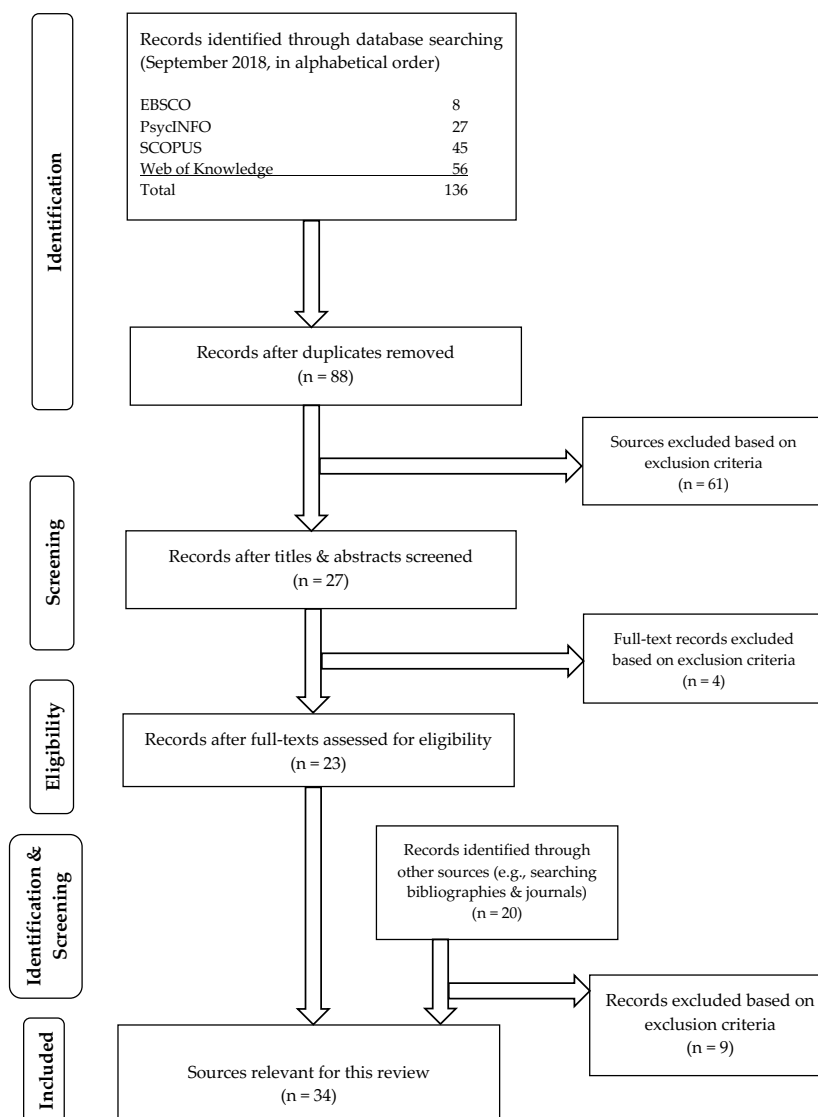 Identification
Records identified through database searching
(September 2018, in alphabetical order)
EBSCO 8
PsycINFO 27
SCOPUS 45
Web of Knowledge 56
Total 136
Records after duplicates removed
(n = 88)
Sources excluded based on
exclusion criteria
(n = 61)
Screening
Records after titles & abstracts screened
(n = 27)
Full-text records excluded
based on exclusion criteria
(n = 4)
Eligibility
Records after full-texts assessed for eligibility
(n = 23)
Identification &
Screening
Records identified through
other sources (e.g., searching
bibliographies & journals)
(n = 20)
Records excluded based on
exclusion criteria
(n = 9)
Included
Sources relevant for this review
(n = 34)